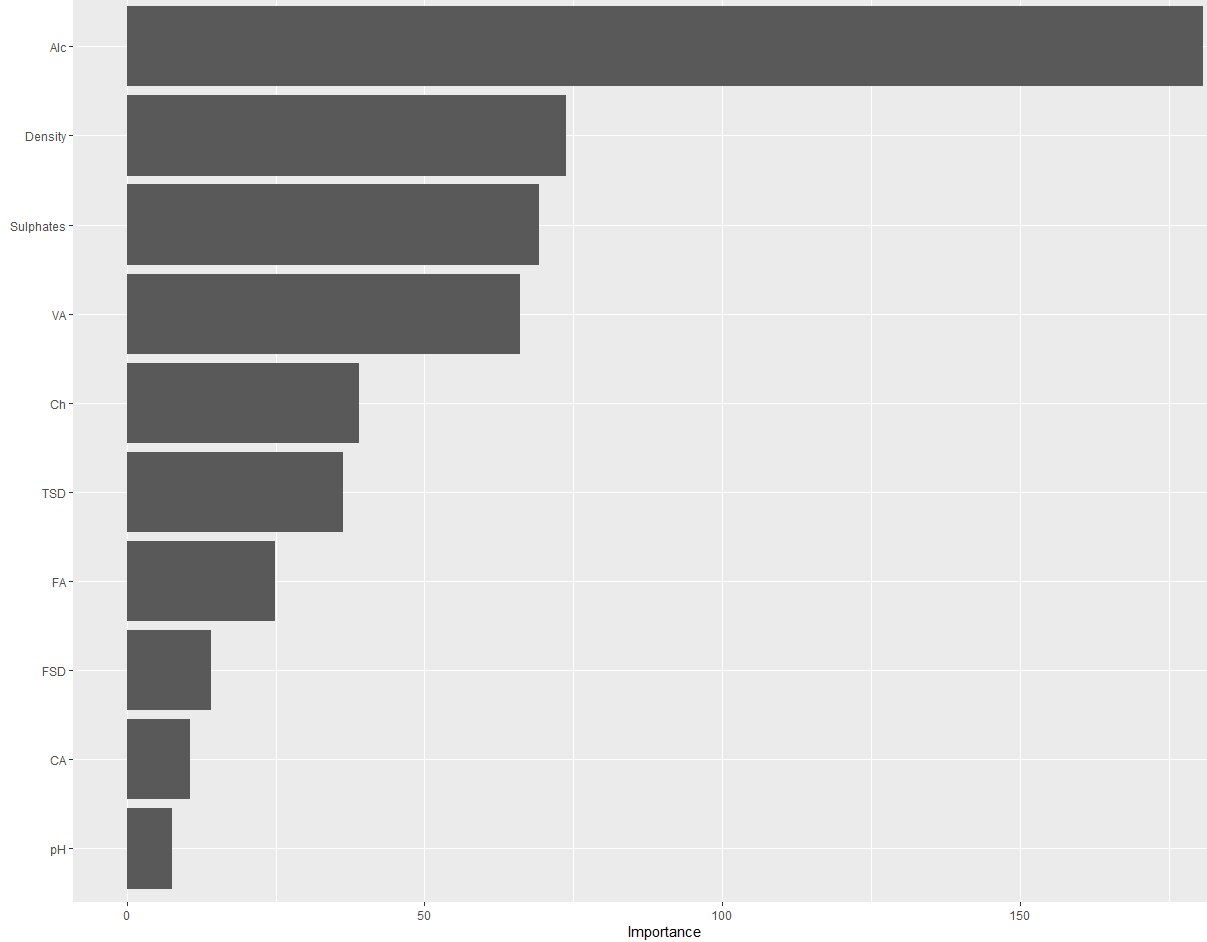 Alc
Density
Sulphates
VA
Ch
TSD
FA
FSD
CA
pH
0 50 100 150
Importance